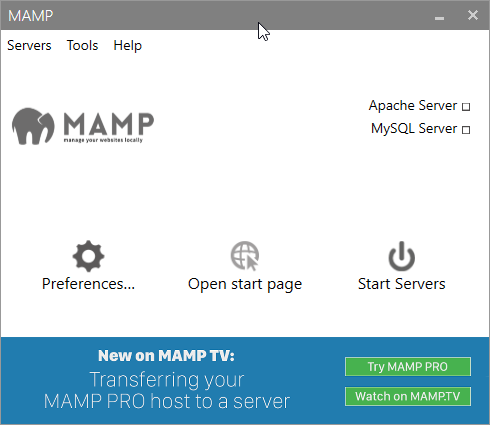 MAMP
Servers Tools Help
Apache Server
MySQL Server
MAMP
manage your websites locally
Preferences... Open start page Start Servers
New on MAMP TV:
Transferring your
MAMP PRO host to a server
Try MAMP PRO
Watch on MAMP.TV